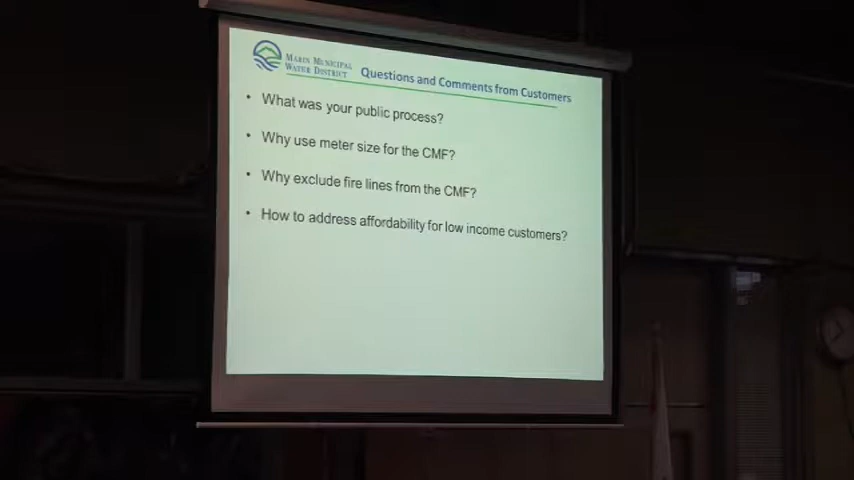 MARIN MUNICIPAL
WATER DISTRICT
Questions and Comments from Customers
• What was your public process?
• Why use meter size for the CMF?
• Why exclude fire lines from the CMF?
• How to address affordability for low income customers?